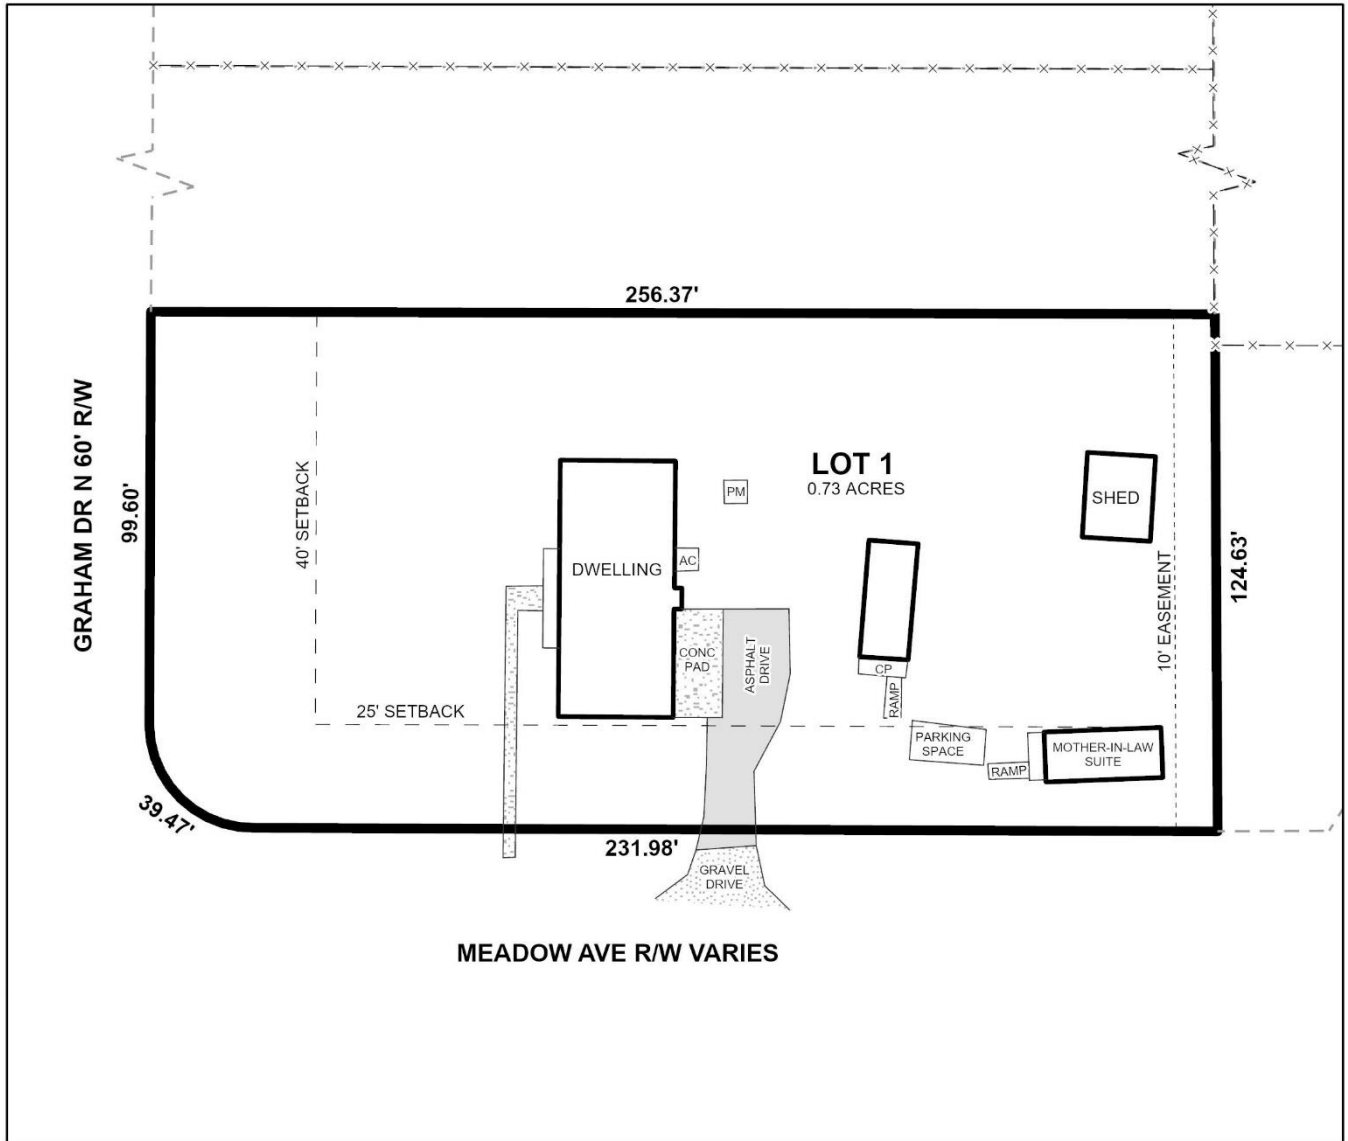 256.37'
GRAHAM DR N 60' R/W
99.60'
40' SETBACK
LOT 1
0.73 ACRES
PM
SHED
DWELLING
AC
10' EASEMENT
124.63'
CONC
PAD
ASPHALT
DRIVE
CP
RAMP
25' SETBACK
PARKING
SPACE
MOTHER-IN-LAW
SUITE
RAMP
39.47'
231.98'
GRAVEL
DRIVE
MEADOW AVE R/W VARIES